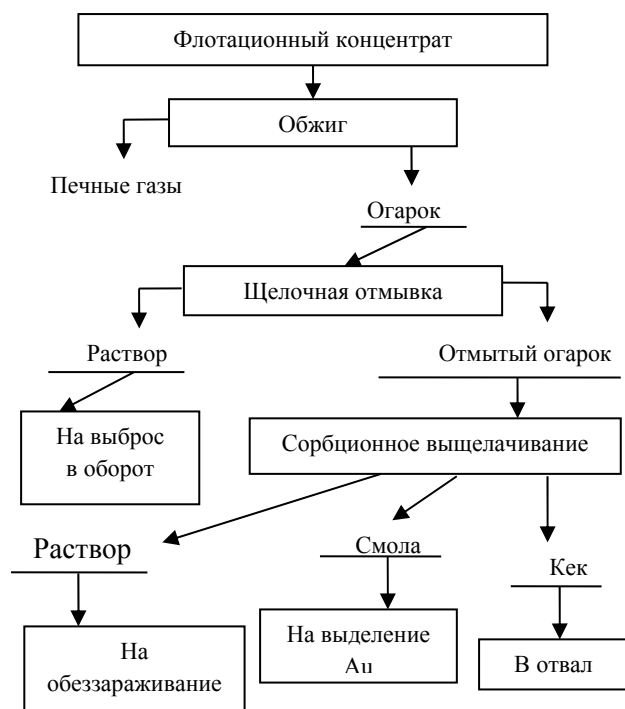 Флотационный концентрат
Обжиг
Печные газы
Огарок
Щелочная отмывка
Раствор
Отмытый огарок
На выброс
в оборот
Сорбционное выщелачивание
Раствор
Смола
Кек
На
обеззараживание
На выделение
Au
В отвал